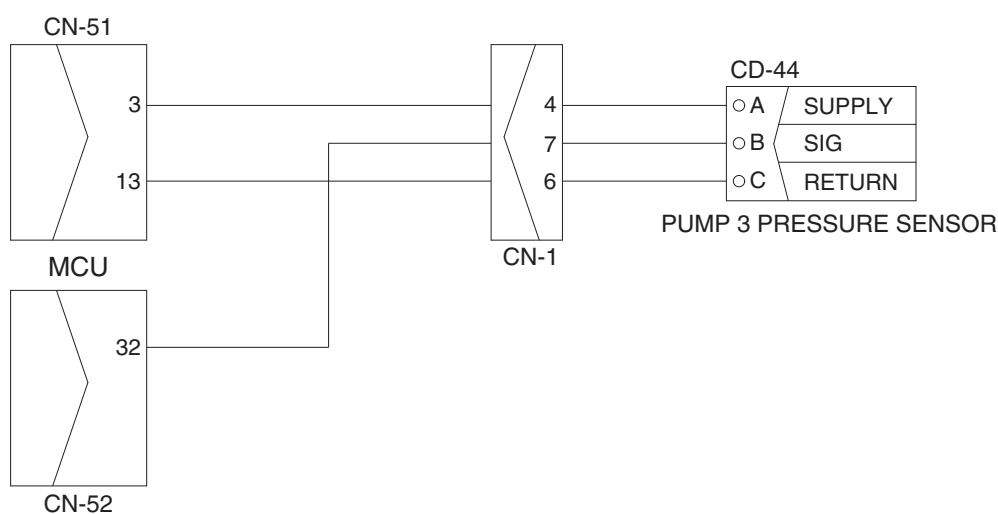 CN-51
3
13
MCU
32
CN-52
4
7
6
CN-1
CD-44
A SUPPLY
B SIG
C RETURN
PUMP 3 PRESSURE SENSOR